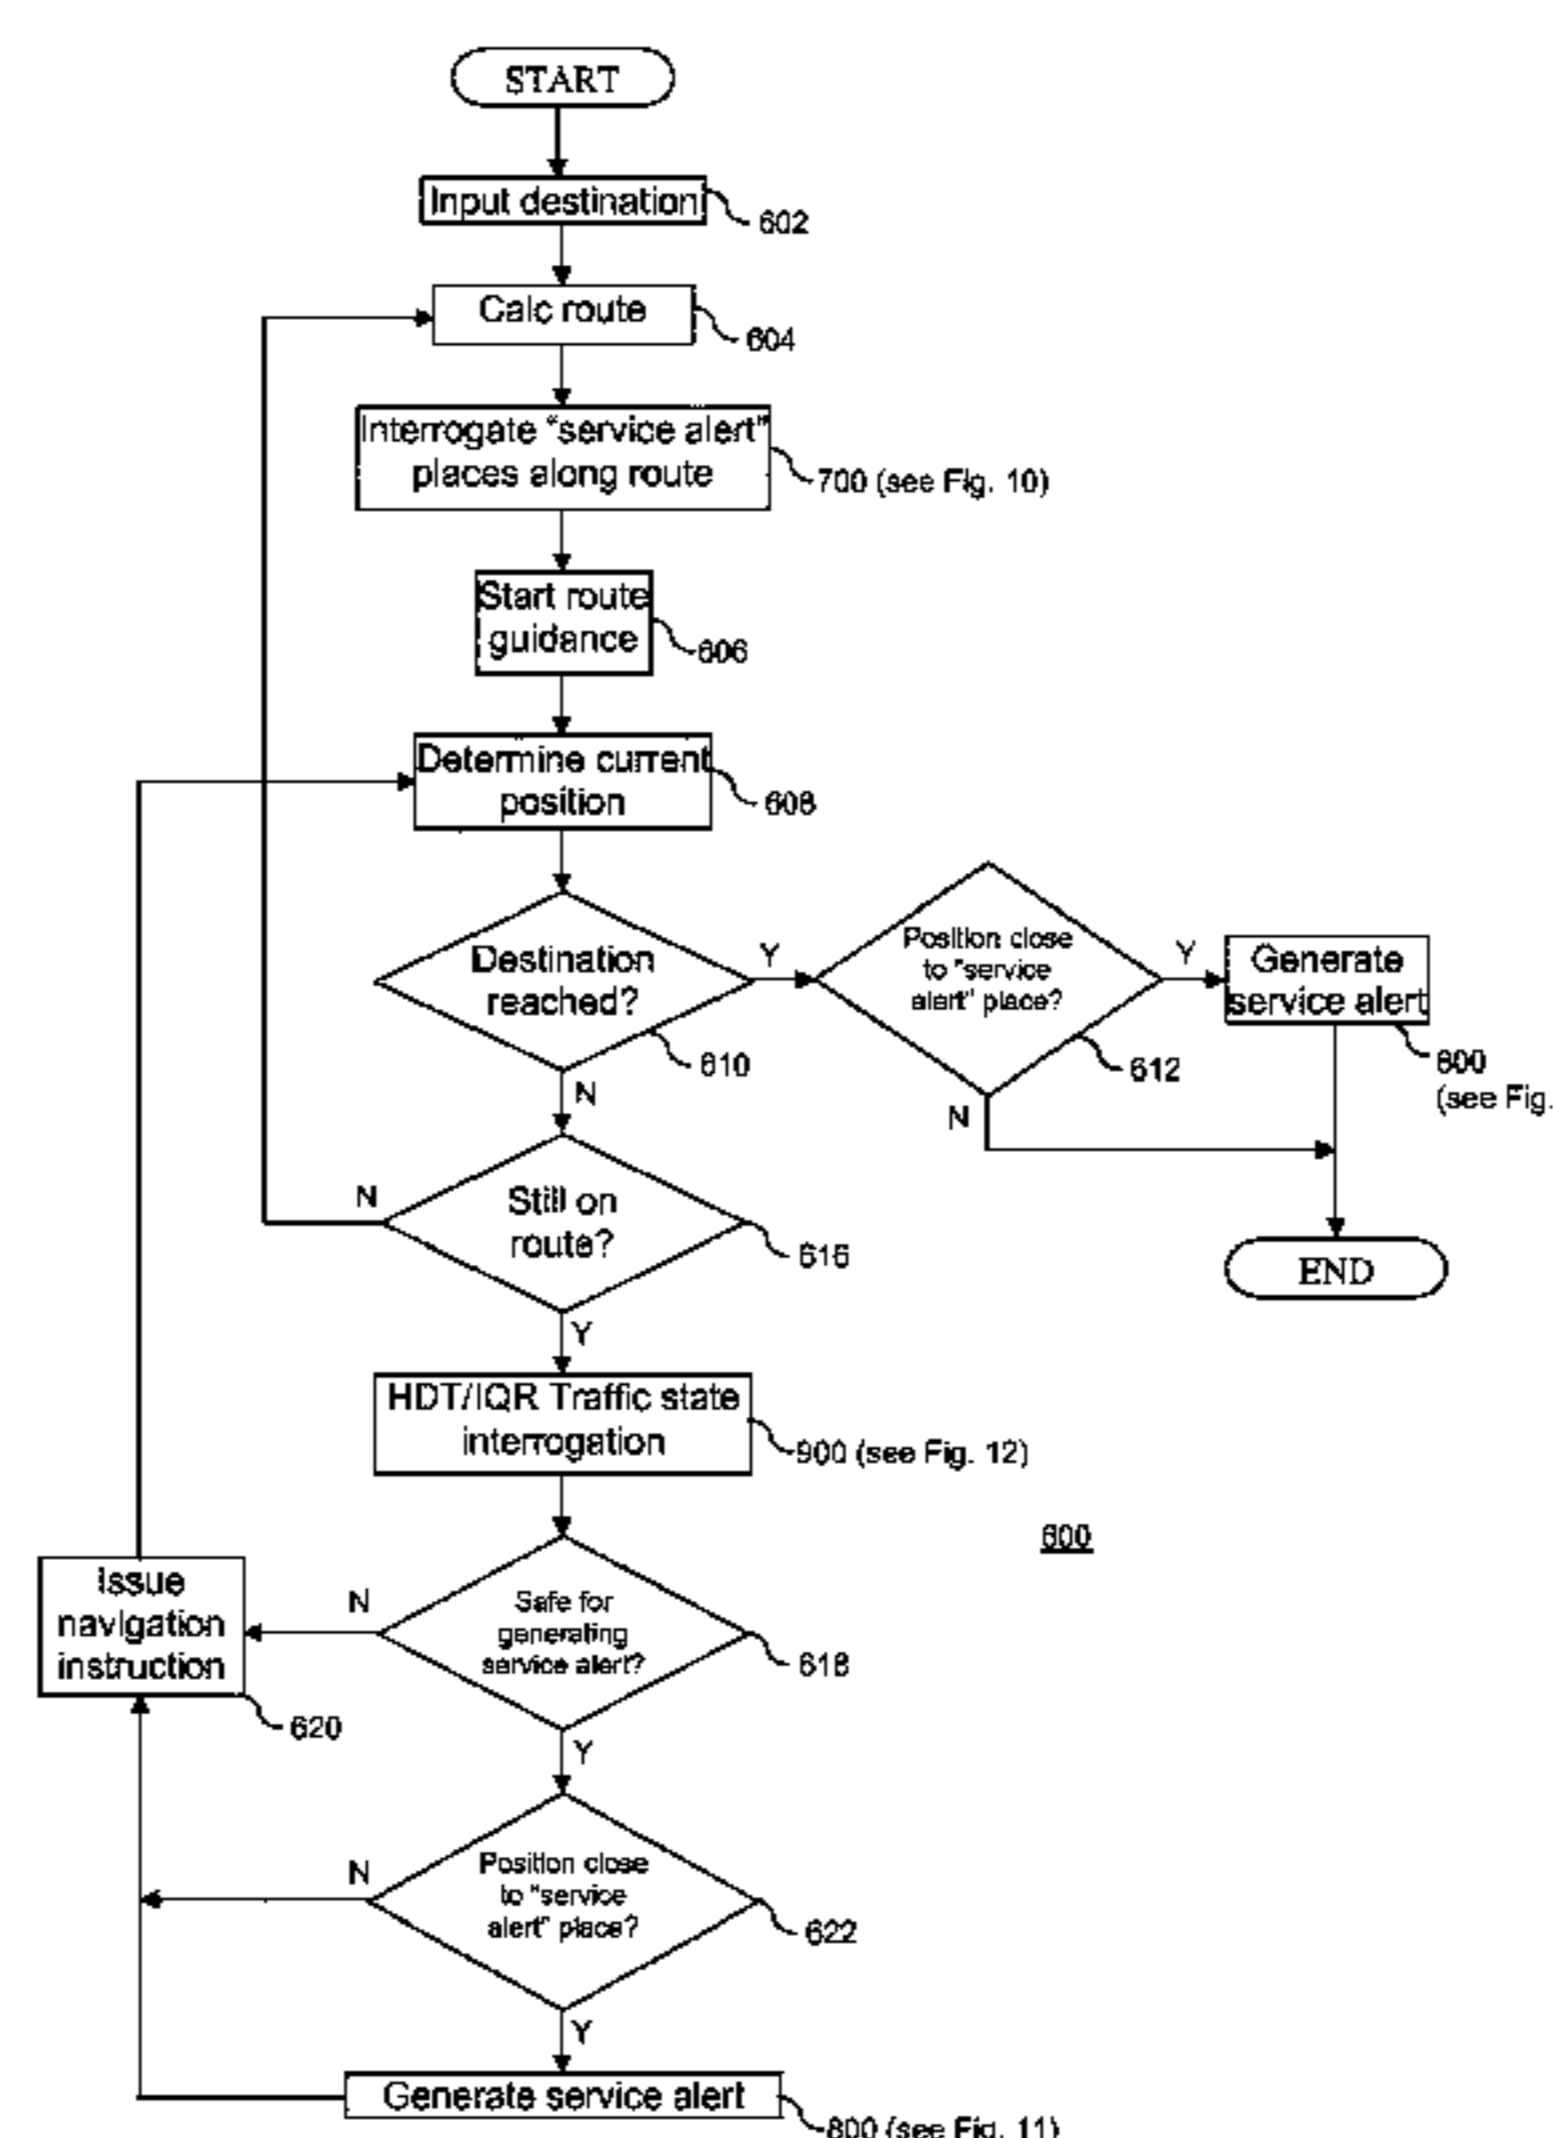 START
Input destination
602
Calc route
604
Interrogate "service alert"
places along route
700 (see Fig. 10)
Start route
guidance
606
Determine current
position
608
Destination
reached?
610
Y
N
Position close
to "service
alert" place?
612
Y
N
Generate
service alert
800
(see Fig.
END
Still on
route?
616
N
Y
HDT/IQR Traffic state
interrogation
900 (see Fig. 12)
600
Safe for
generating
service alert?
618
N
Y
Issue
navigation
instruction
620
Position close
to "service
alert" place?
622
N
Y
Generate service alert
800 (see Fig. 11)